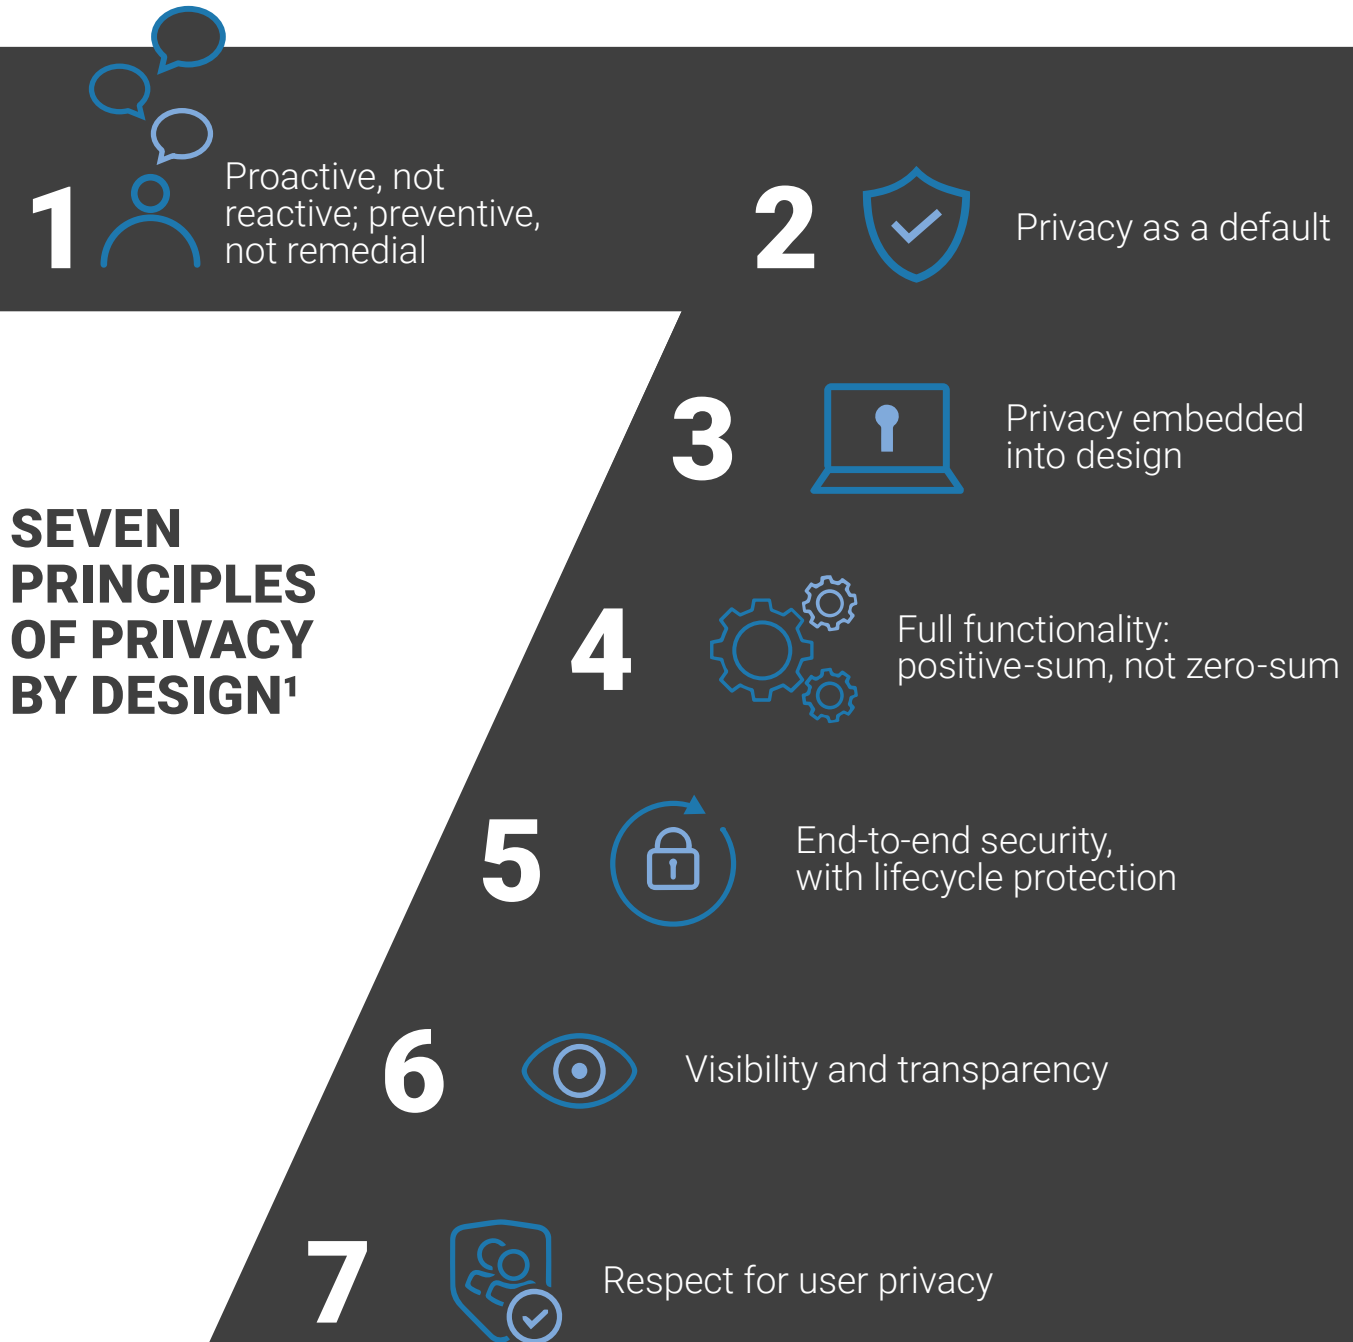 1
Proactive, not
reactive; preventive,
not remedial
2
Privacy as a default
SEVEN
PRINCIPLES
OF PRIVACY
BY DESIGN¹
3
Privacy embedded
into design
4
Full functionality:
positive-sum, not zero-sum
5
End-to-end security,
with lifecycle protection
6
Visibility and transparency
7
Respect for user privacy